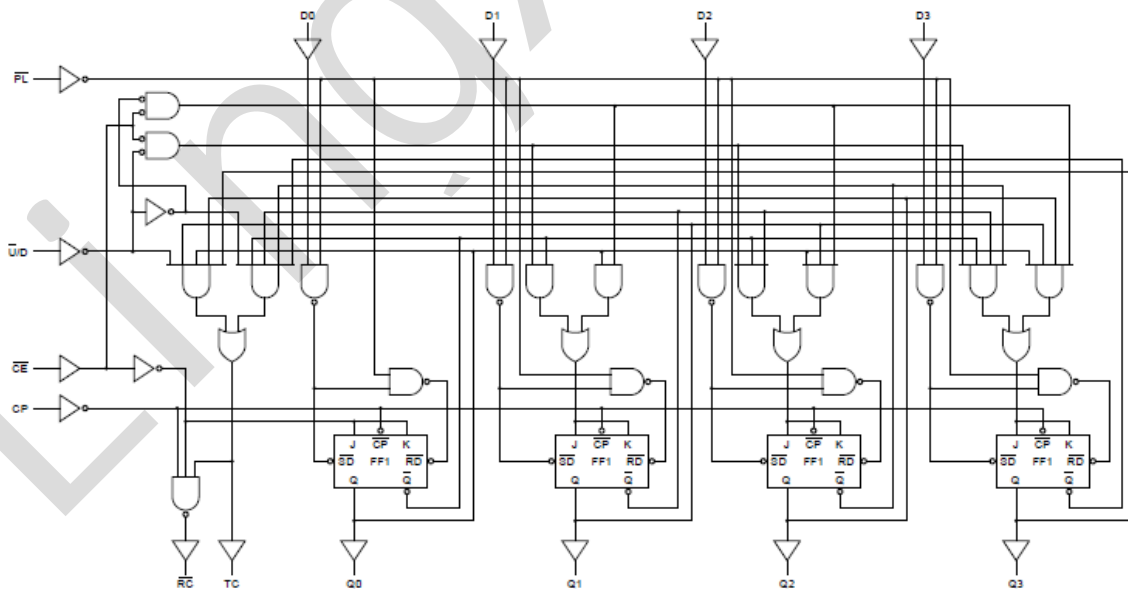 D0 D1 D2 D3
PL
U/D
CE
CP
J CP K J CP K J CP K J CP K
SD FF1 RD SD FF1 RD SD FF1 RD SD FF1 RD
Q Q Q Q Q Q Q Q
RC TC Q0 Q1 Q2 Q3